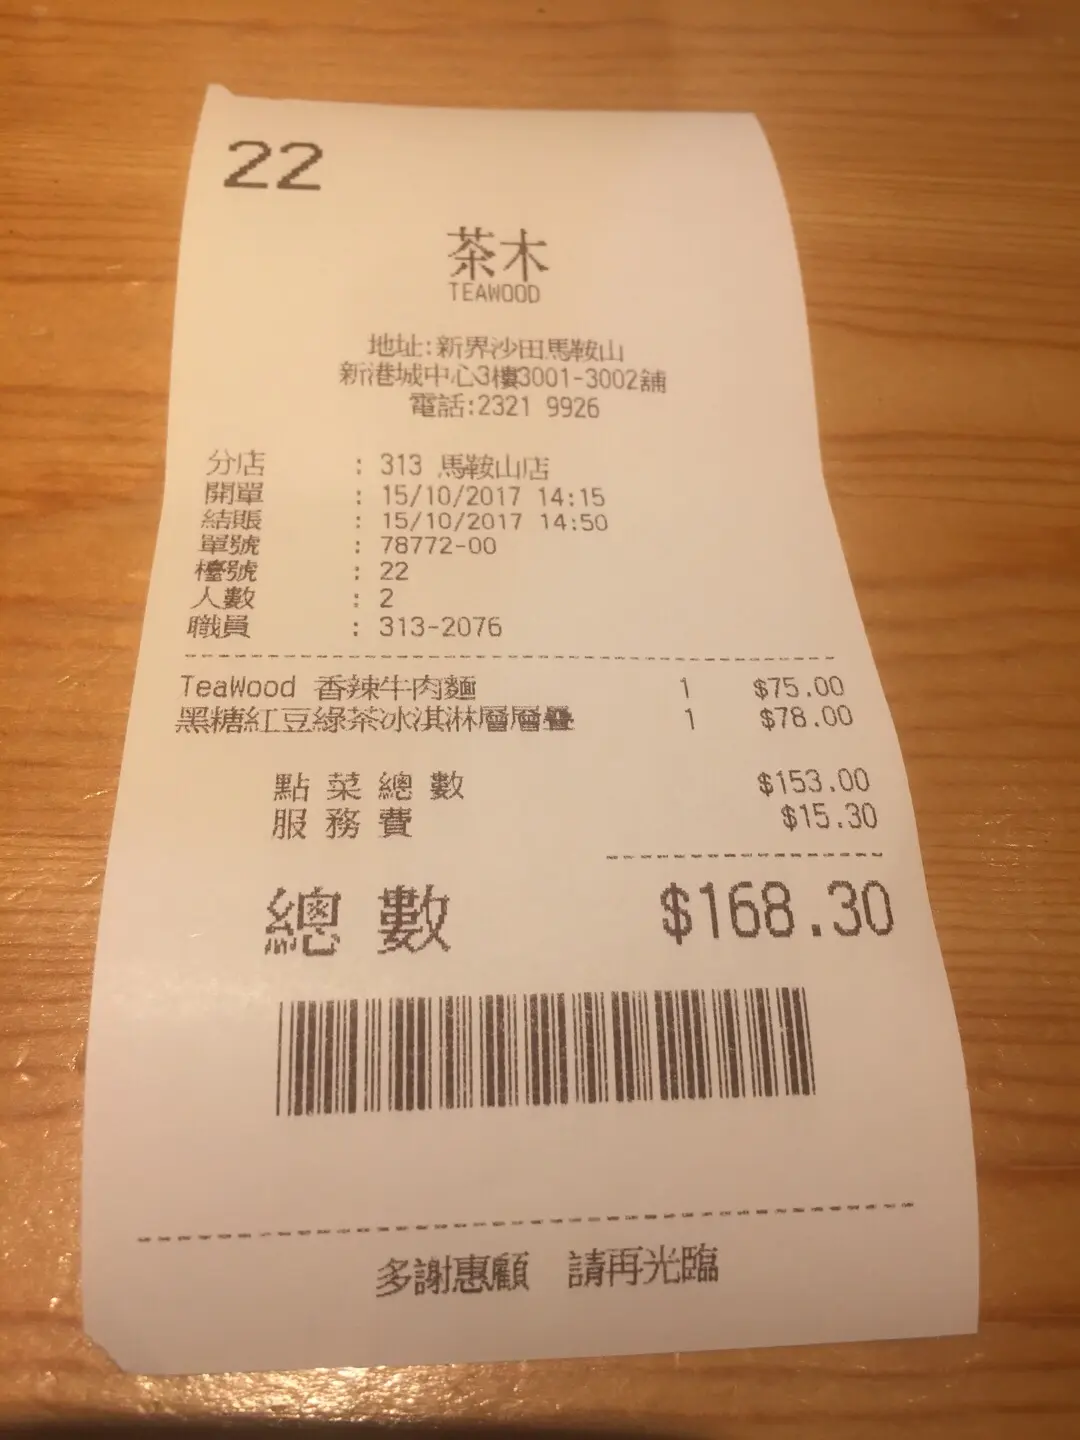 22
茶木
TEAWOOD
地址:新界沙田馬鞍山
新港城中心3樓3001-3002舖
電話:2321 9926
分店 : 313 馬鞍山店
開單 : 15/10/2017 14:15
結賬 : 15/10/2017 14:50
單號 : 78772-00
檯號 : 22
人數 : 2
職員 : 313-2076
TeaWood 香辣牛肉麵 1 $75.00
黑糖紅豆綠茶冰淇淋層層疊 1 $78.00
點菜總數 $153.00
服務費 $15.30
總數 $168.30
多謝惠顧 請再光臨